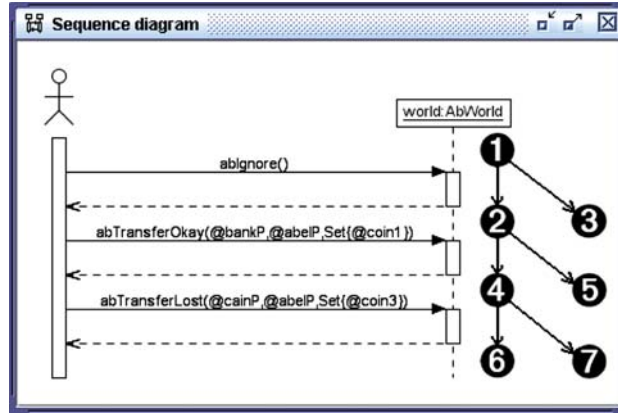 Sequence diagram
world:AbWorld
1
abIgnore()
3
2
abTransferOkay(@bankP,@abelP,Set{@coin1})
5
4
abTransferLost(@cainP,@abelP,Set{@coin3})
6
7